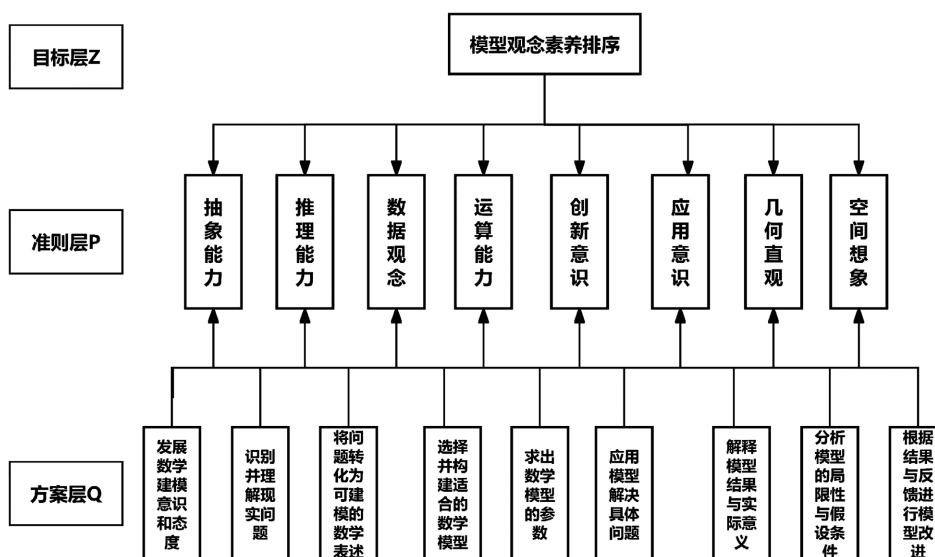 目标层Z
模型观念素养排序
准则层P
抽象能力
推理能力
数据观念
运算能力
创新意识
应用意识
几何直观
空间想象
方案层Q
发展
数学
建模
意识
和态
度
识别
并理
解现
实问
题
将问
题转
化为
可建
模的
数学
表述
选择
并构
建合
适的
数学
模型
求出
数学
模型
的参
数
应用
模型
解决
具体
问题
解释
模型
结果
与实
际意
义
分析
模型
的局
限性
与假
设条
件
根据
结果
与反
馈进
行模
型改
进